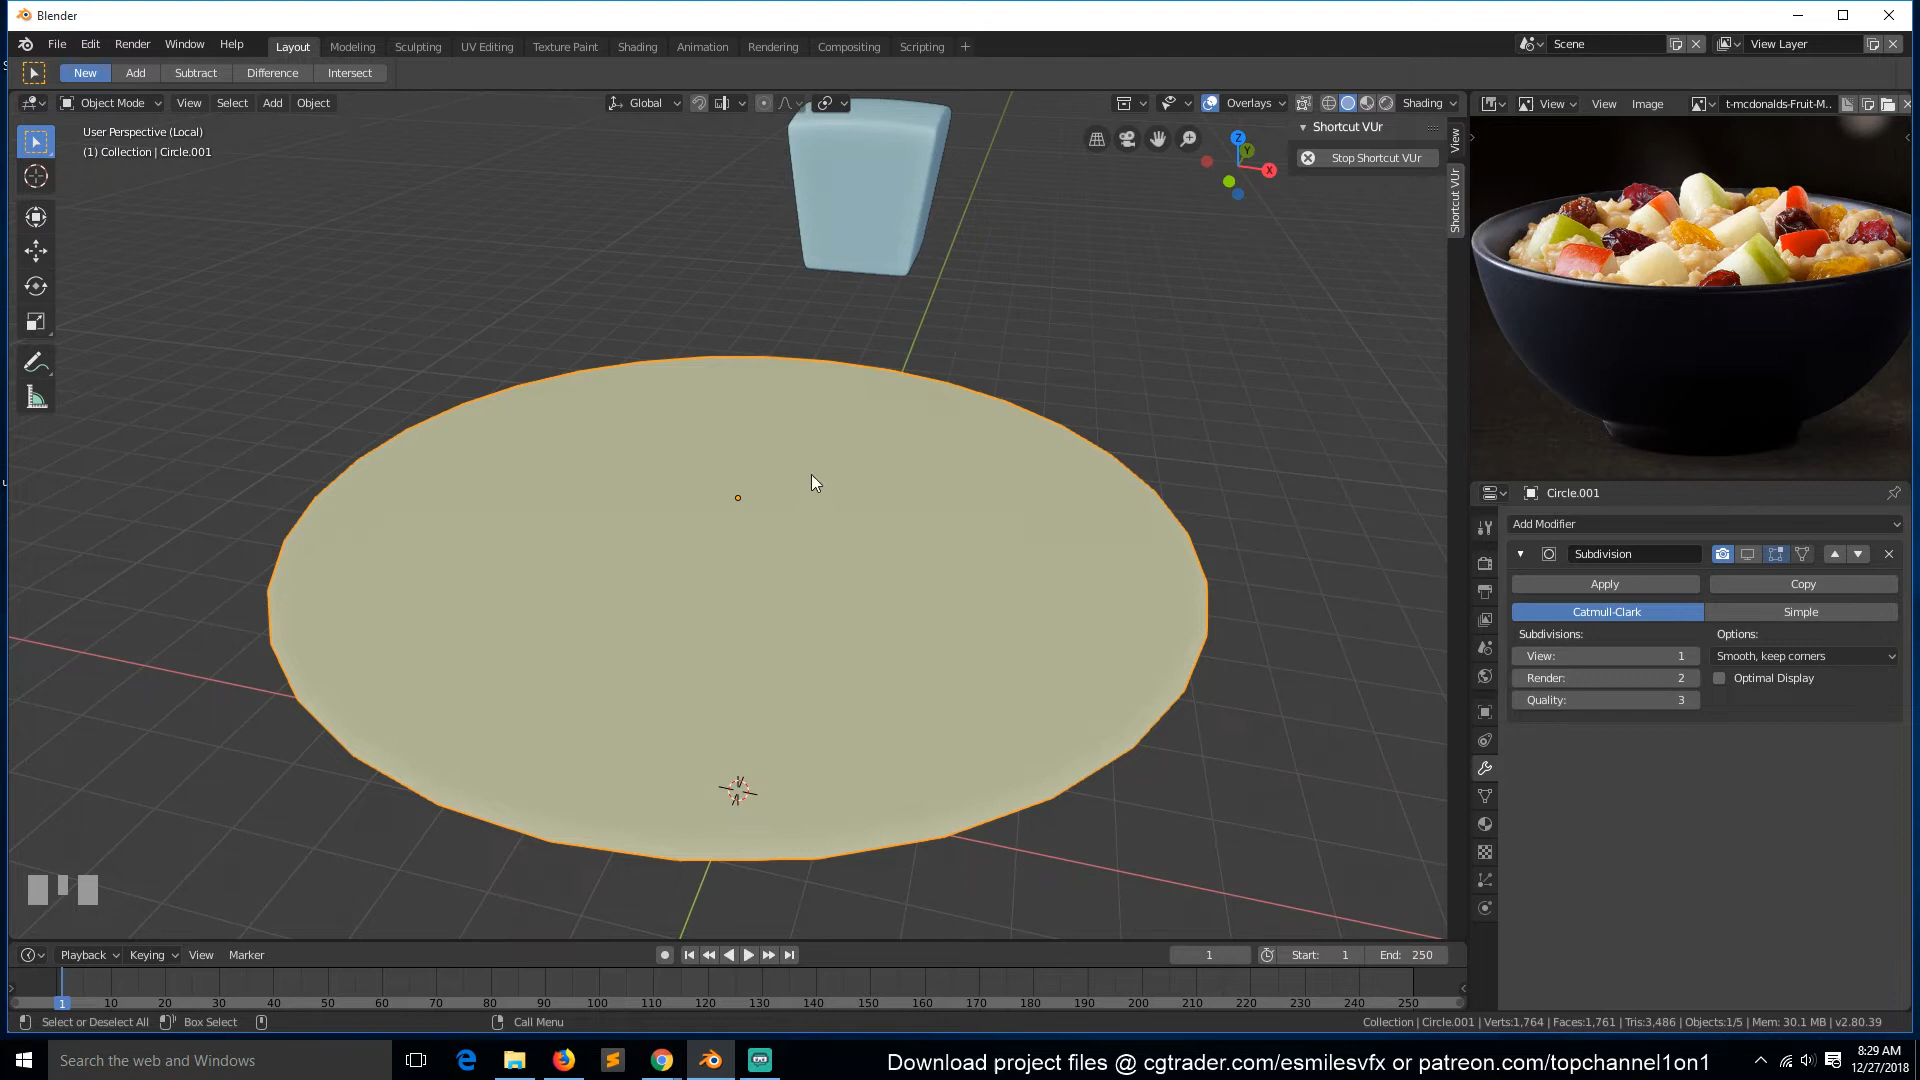 Blender
File Edit Render Window Help Layout Modeling Sculpting UV Editing Texture Paint Shading Animation Rendering Compositing Scripting + Scene View Layer
New Add Subtract Difference Intersect
Object Mode View Select Add Object Global Overlays Shading View View Image t-mcdonalds-Fruit-M..
User Perspective (Local)
(1) Collection | Circle.001
Shortcut VUr
Stop Shortcut VUr
View
Shortcut VUr
Z
Y
X
Circle.001
Add Modifier
Subdivision
Apply Copy
Catmull-Clark Simple
Subdivisions: Options:
View: 1 Smooth, keep corners
Render: 2 Optimal Display
Quality: 3
Playback Keying View Marker 1 Start: 1 End: 250
1 10 20 30 40 50 60 70 80 90 100 110 120 130 140 150 160 170 180 190 200 210 220 230 240 250
Select or Deselect All Box Select Call Menu Collection | Circle.001 | Verts:1,764 | Faces:1,761 | Tris:3,486 | Objects:1/5 | Mem: 30.1 MB | v2.80.39
Search the web and Windows
Download project files @ cgtrader.com/esmilesvfx or patreon.com/topchannel1on1
8:29 AM
12/27/2018